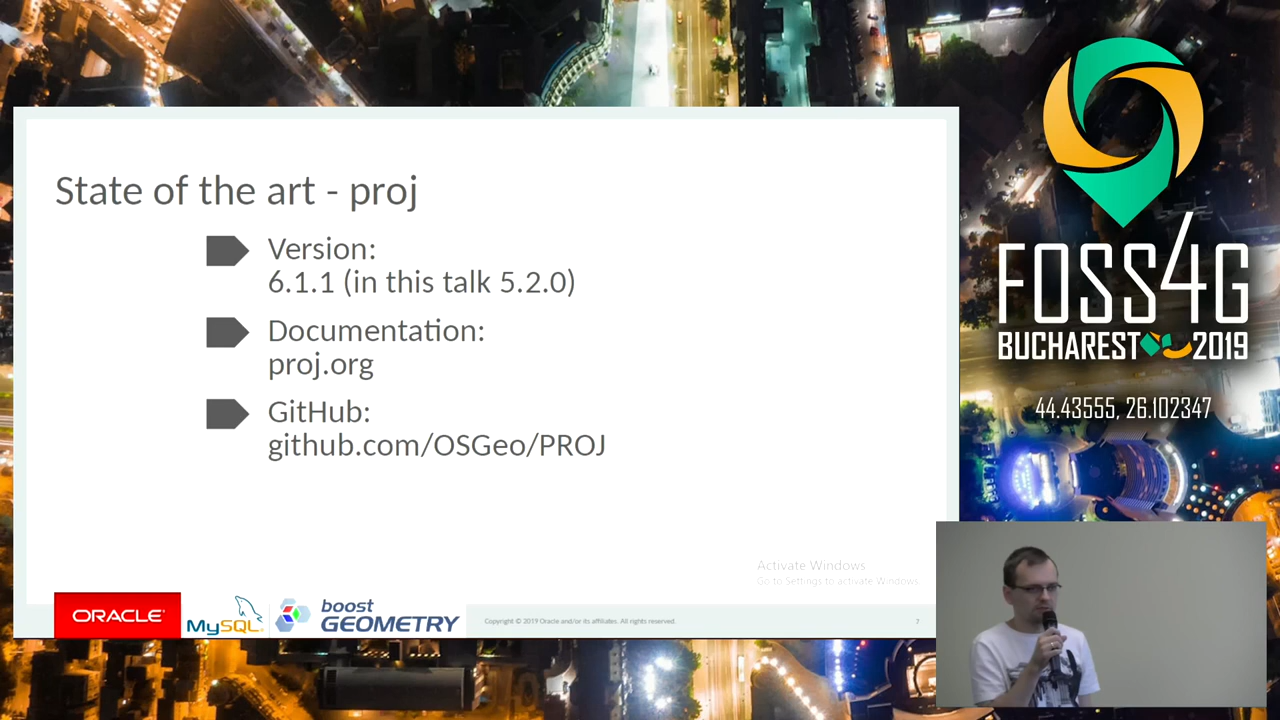 State of the art - proj
Version:
6.1.1 (in this talk 5.2.0)
Documentation:
proj.org
GitHub:
github.com/OSGeo/PROJ
Activate Windows
Go to Settings to activate Windows.
ORACLE
MySQL
boost
GEOMETRY
Copyright © 2019 Oracle and/or its affiliates. All rights reserved.
7
FOSS4G
BUCHAREST 2019
44.43555, 26.102347